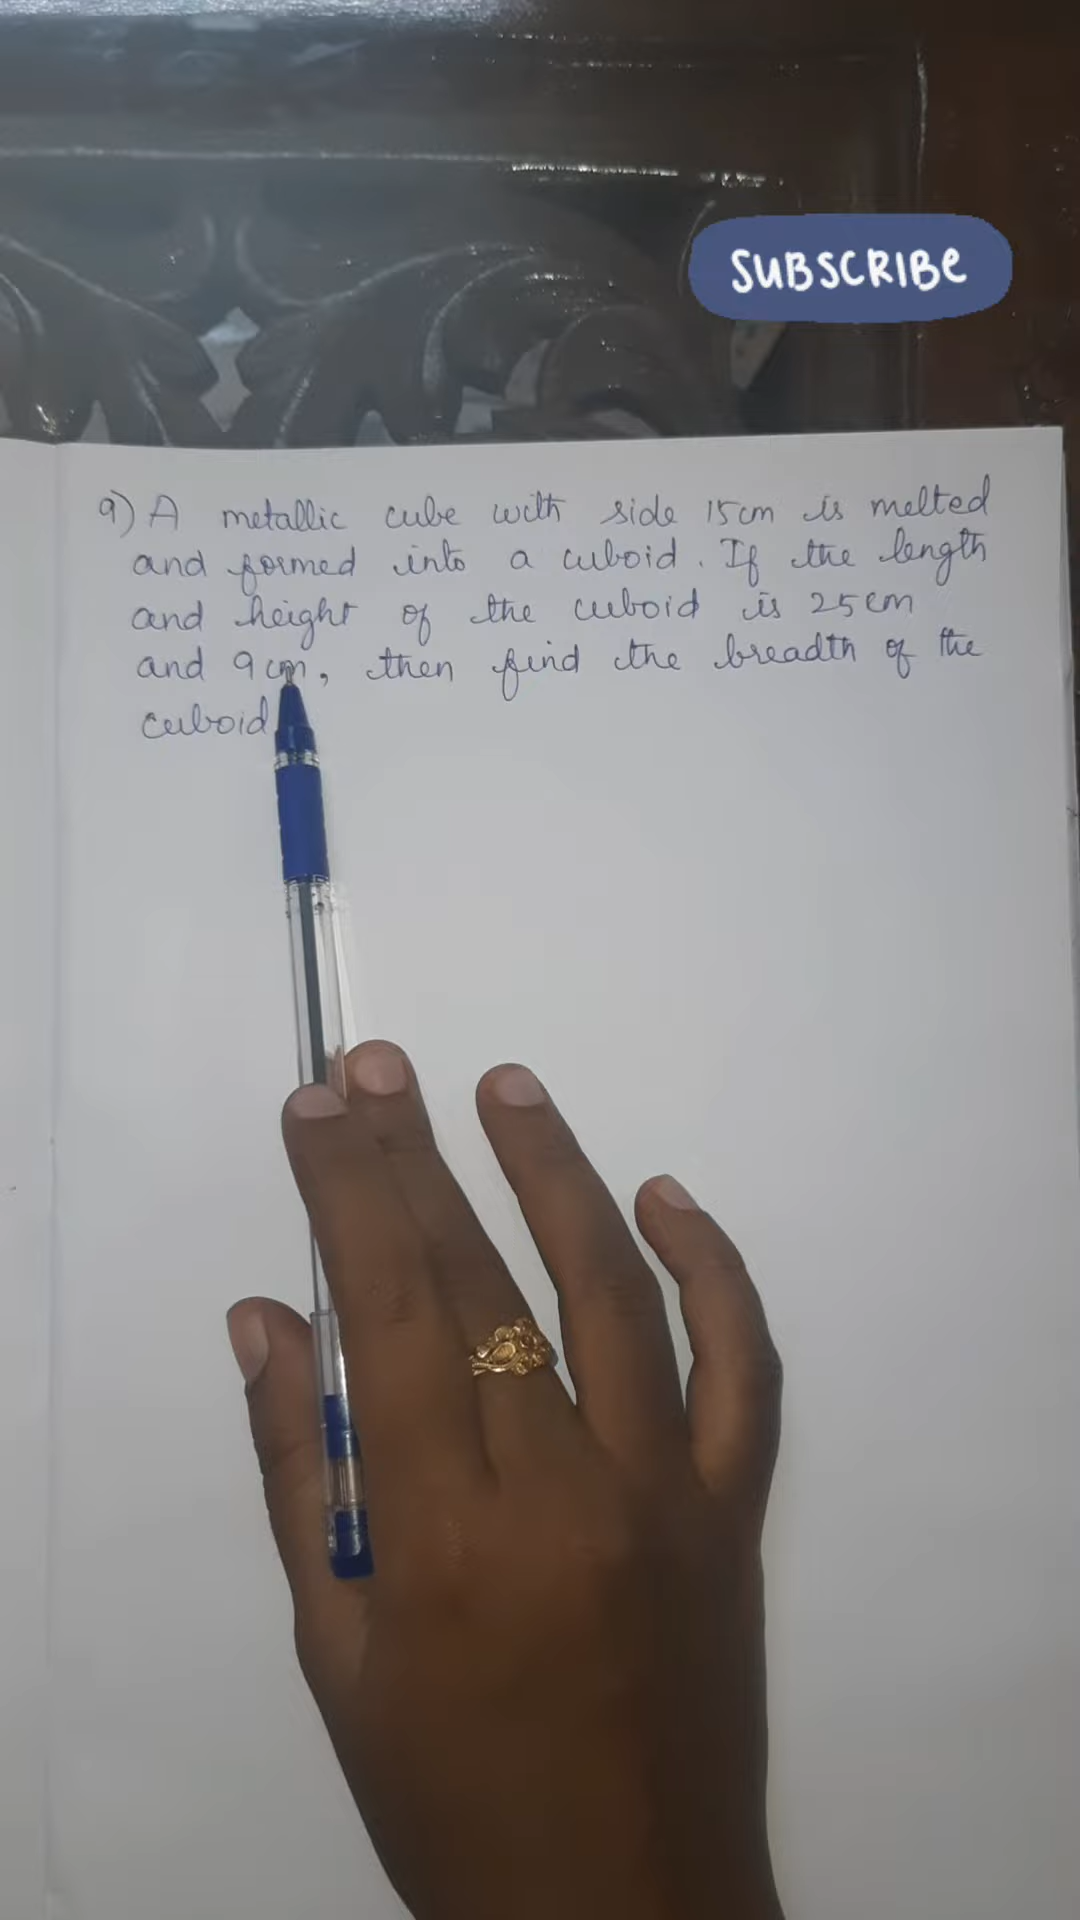 SUBSCRIBe
9) A metallic cube with side 15cm is melted
and formed into a cuboid. If the length
and height of the cuboid is 25cm
and 9cm, then find the breadth of the
cuboid